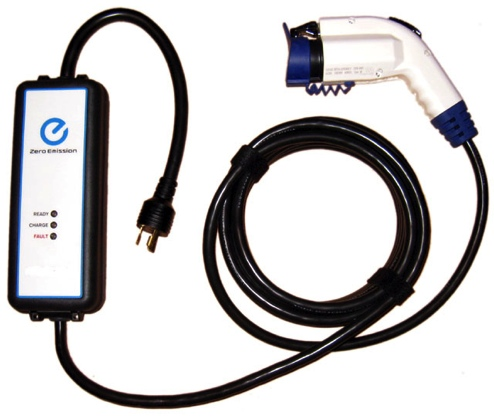 Zero Emission
READY
CHARGE
FAULT